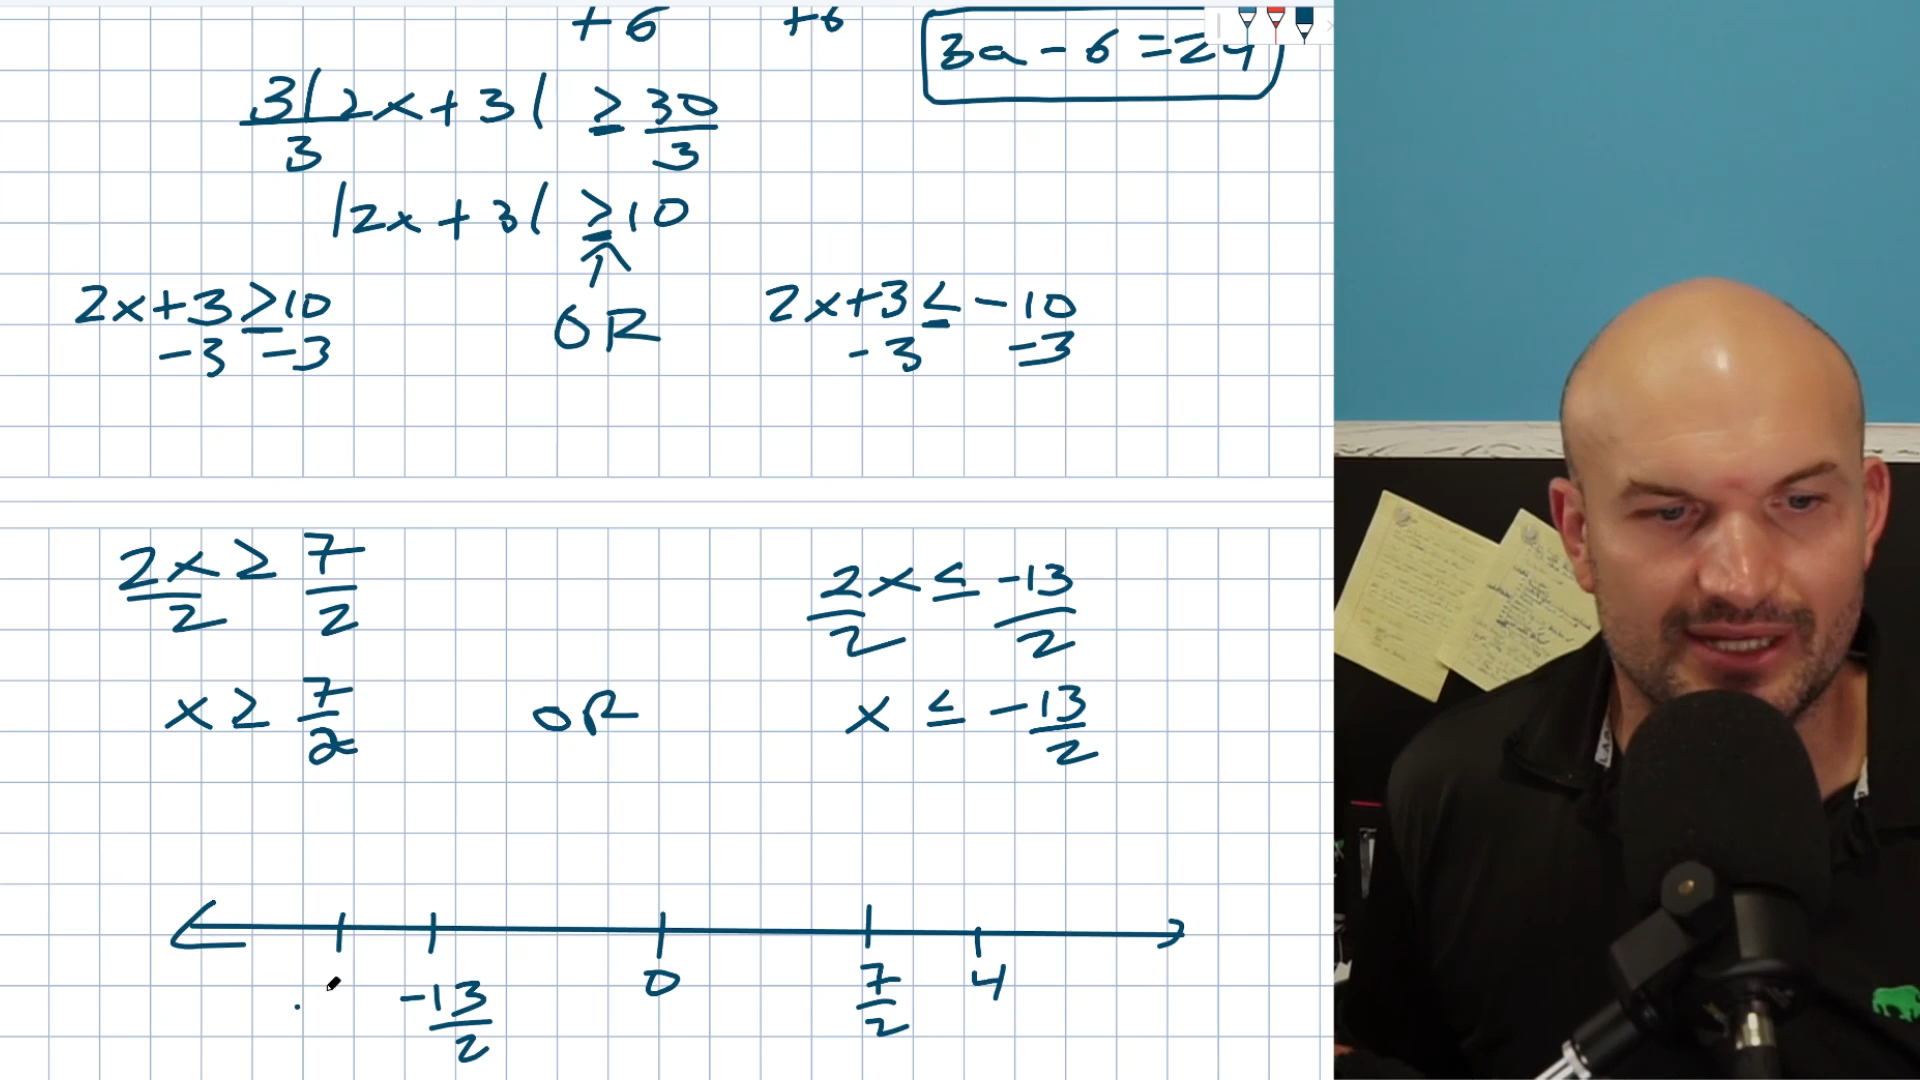 +6 +6
3a - 6 = 24
3|2x+3| ≥ 30
3 3
|2x+3| ≥ 10
2x+3 ≥ 10 OR 2x+3 ≤ -10
-3 -3 -3 -3
2x ≥ 7 2x ≤ -13
2 2 2 2
x ≥ 7/2 OR x ≤ -13/2
-13/2 0 7/2 4